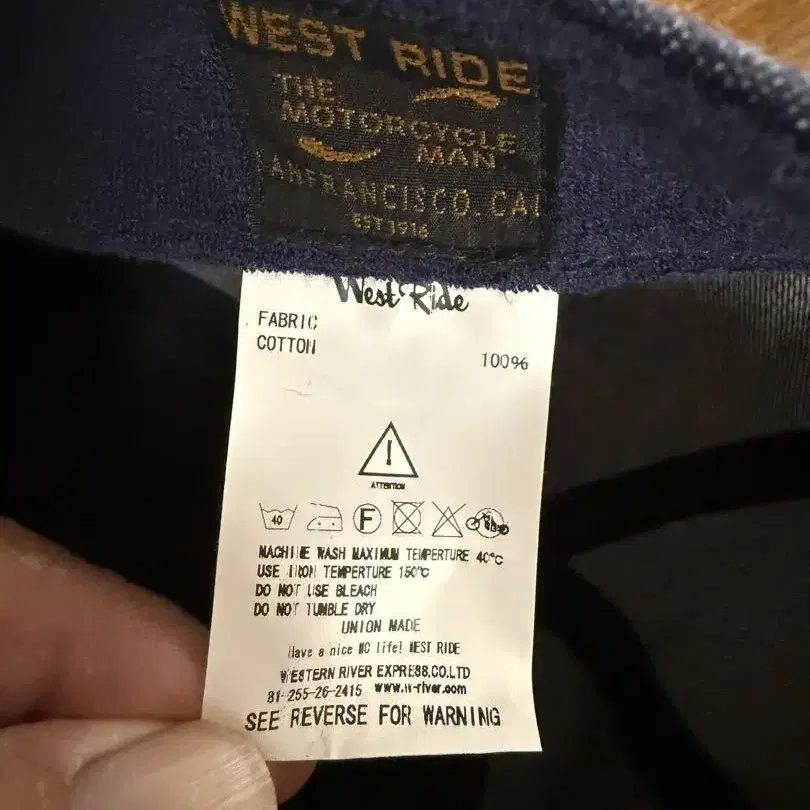 WEST RIDE
THE
MOTORCYCLE
MAN
SANFRANCISCO.CAL
EST 1916
West Ride
FABRIC
COTTON 100%
ATTENTION
40 F
MACHINE WASH MAXIMUM TEMPERTURE 40°C
USE IRON TEMPERTURE 150°C
DO NOT USE BLEACH
DO NOT TUMBLE DRY
UNION MADE
Have a nice MC life! WEST RIDE
WESTERN RIVER EXPRESS.CO.LTD
81-255-26-2415 www.w-river.com
SEE REVERSE FOR WARNING